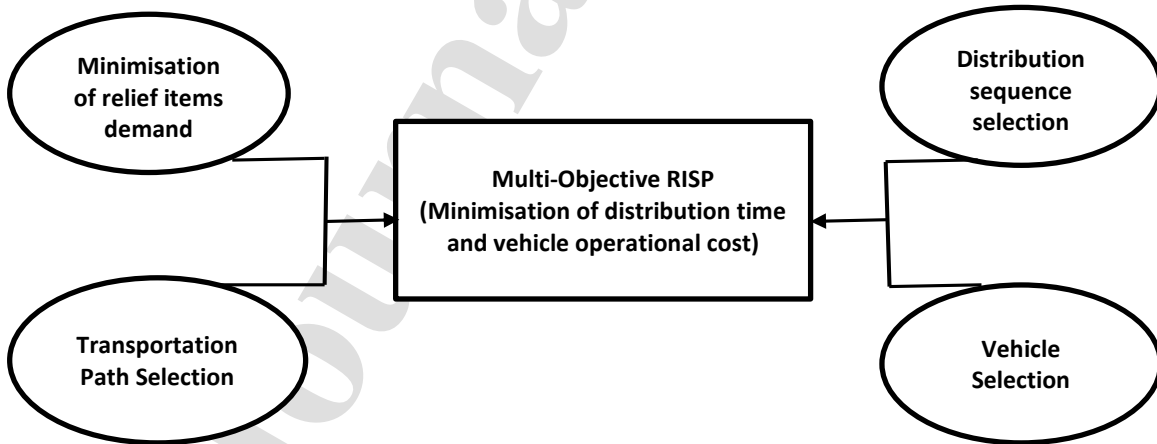 Minimisation
of relief items
demand
Distribution
sequence
selection
Multi-Objective RISP
(Minimisation of distribution time
and vehicle operational cost)
Transportation
Path Selection
Vehicle
Selection